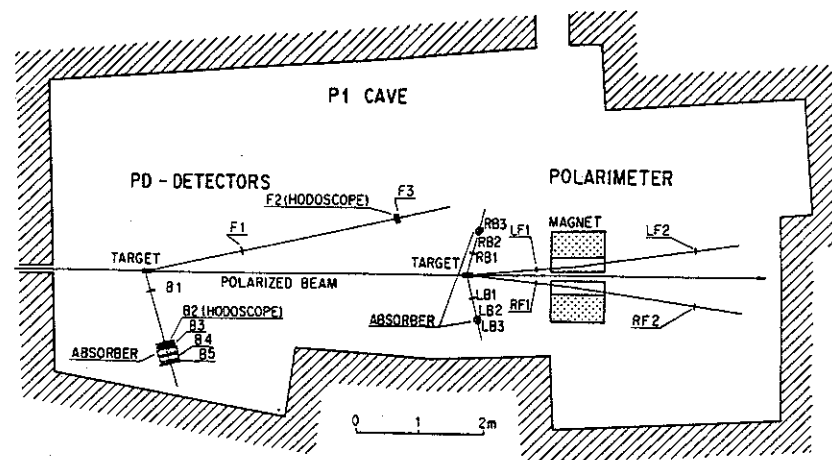 P1 CAVE
PD - DETECTORS
POLARIMETER
F3
F2(HODOSCOPE)
F1
RB3
RB2
RB1
LF1
MAGNET
LF2
TARGET
POLARIZED BEAM
TARGET
B1
LB1
LB2
LB3
RF1
RF2
ABSORBER
B2(HODOSCOPE)
B3
B4
B5
ABSORBER
0 1 2m